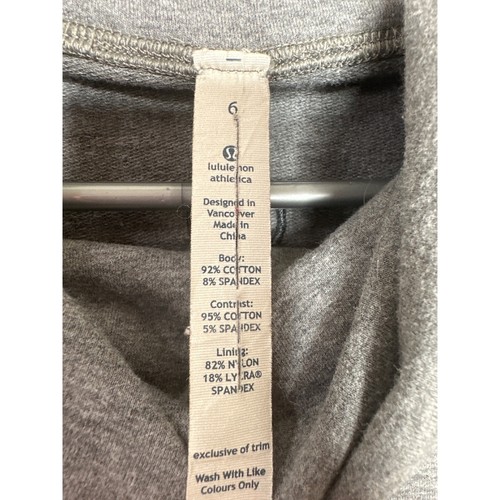 6
lululemon
athletica
Designed in
Vancouver
Made in
China
Body:
92% COTTON
8% SPANDEX
Contrast:
95% COTTON
5% SPANDEX
Lining:
82% NYLON
18% LYCRA®
SPANDEX
exclusive of trim
Wash With Like
Colours Only